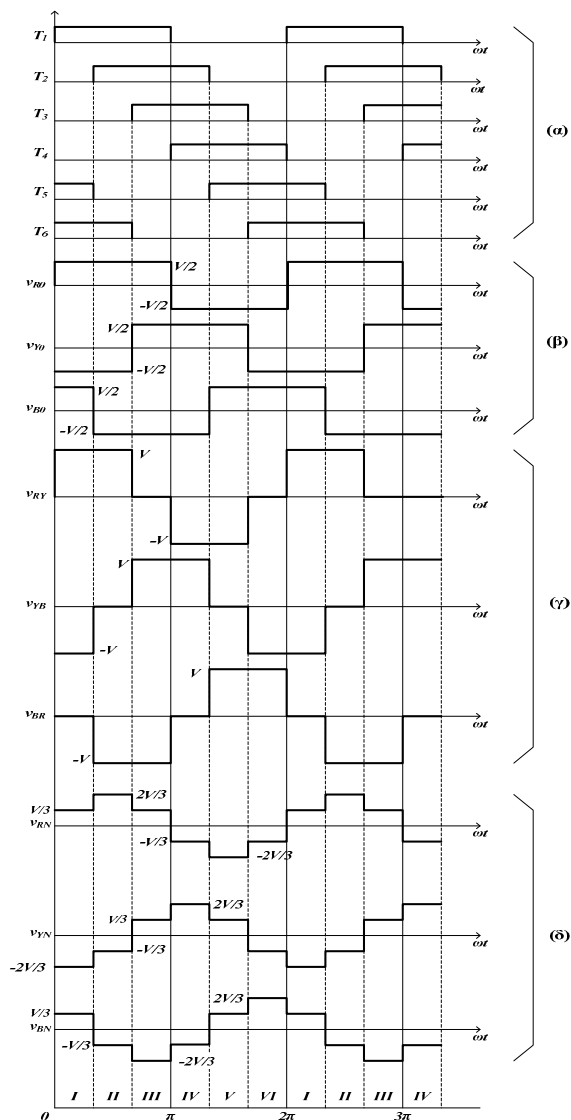 T1
ωt
T2
ωt
T3
ωt
(α)
T4
ωt
T5
ωt
T6
ωt
vR0
V/2
ωt
-V/2
V/2
vY0
ωt
(β)
-V/2
V/2
vB0
ωt
-V/2
V
vRY
ωt
-V
V
vYB
ωt
(γ)
-V
V
vBR
ωt
-V
2V/3
V/3
vRN
ωt
-V/3
-2V/3
2V/3
V/3
vYN
ωt
(δ)
-V/3
-2V/3
2V/3
V/3
vBN
ωt
-V/3
-2V/3
I II III IV V VI I II III IV
0 π 2π 3π